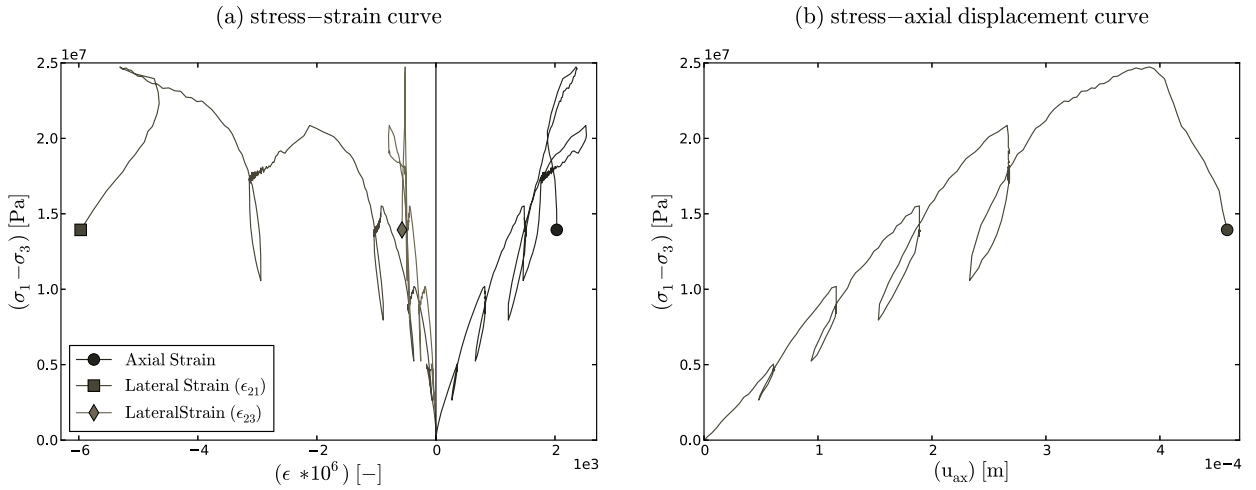 (a) stress−strain curve
1e7
2.5
2.0
1.5
1.0
0.5
0.0
(σ₁−σ₃) [Pa]
Axial Strain
Lateral Strain (ϵ₂₁)
LateralStrain (ϵ₂₃)
−6 −4 −2 0 2
1e3
(ϵ ∗10⁶) [−]
(b) stress−axial displacement curve
1e7
2.5
2.0
1.5
1.0
0.5
0.0
(σ₁−σ₃) [Pa]
0 1 2 3 4
1e−4
(uₐₓ) [m]